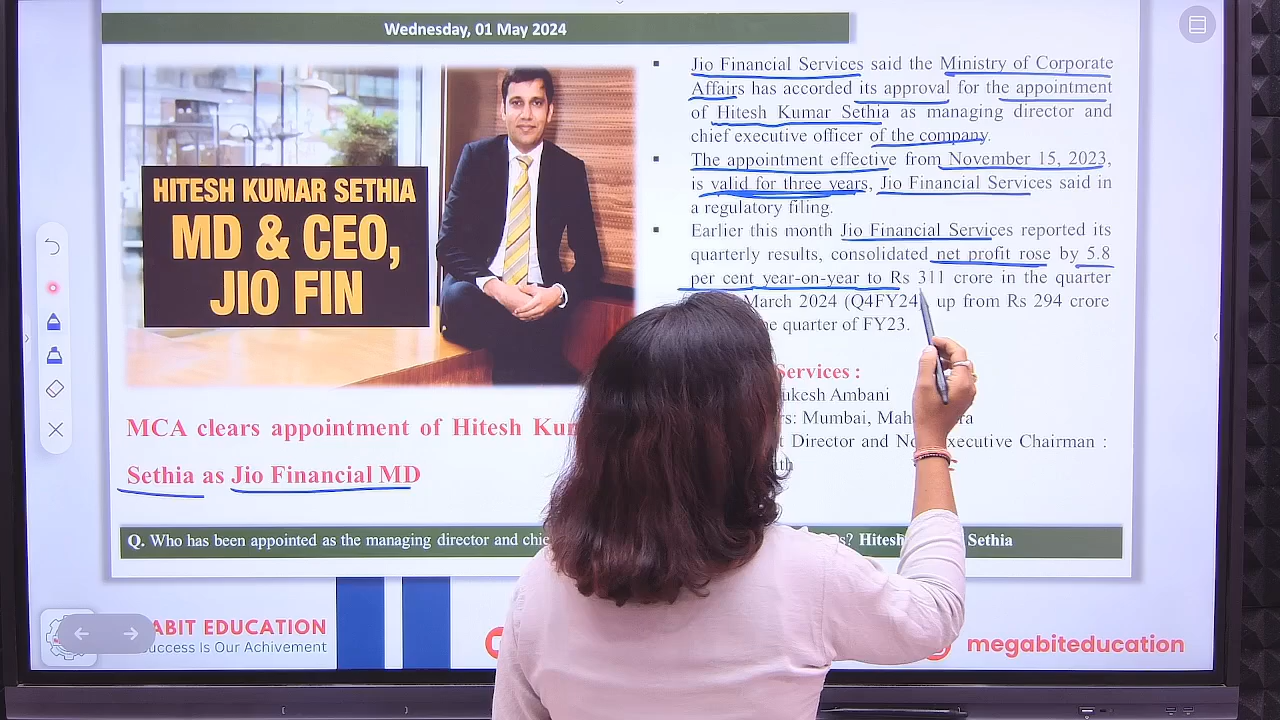 Wednesday, 01 May 2024
HITESH KUMAR SETHIA
MD & CEO,
JIO FIN
MCA clears appointment of Hitesh
Sethia as Jio Financial MD
Jio Financial Services said the Ministry of Corporate
Affairs has accorded its approval for the appointment
of Hitesh Kumar Sethia as managing director and
chief executive officer of the company.
The appointment effective from November 15, 2023,
is valid for three years, Jio Financial Services said in
a regulatory filing.
Earlier this month Jio Financial Services reported its
quarterly results, consolidated net profit rose by 5.8
per cent year-on-year to Rs 311 crore in the quarter
March 2024 (Q4FY24) up from Rs 294 crore
quarter of FY23.
Services :
Ambani
Mumbai,
Director and Executive Chairman :
Q. Who has been appointed as the managing director and
Sethia
EDUCATION
Success Is Our Achivement
megabiteducation